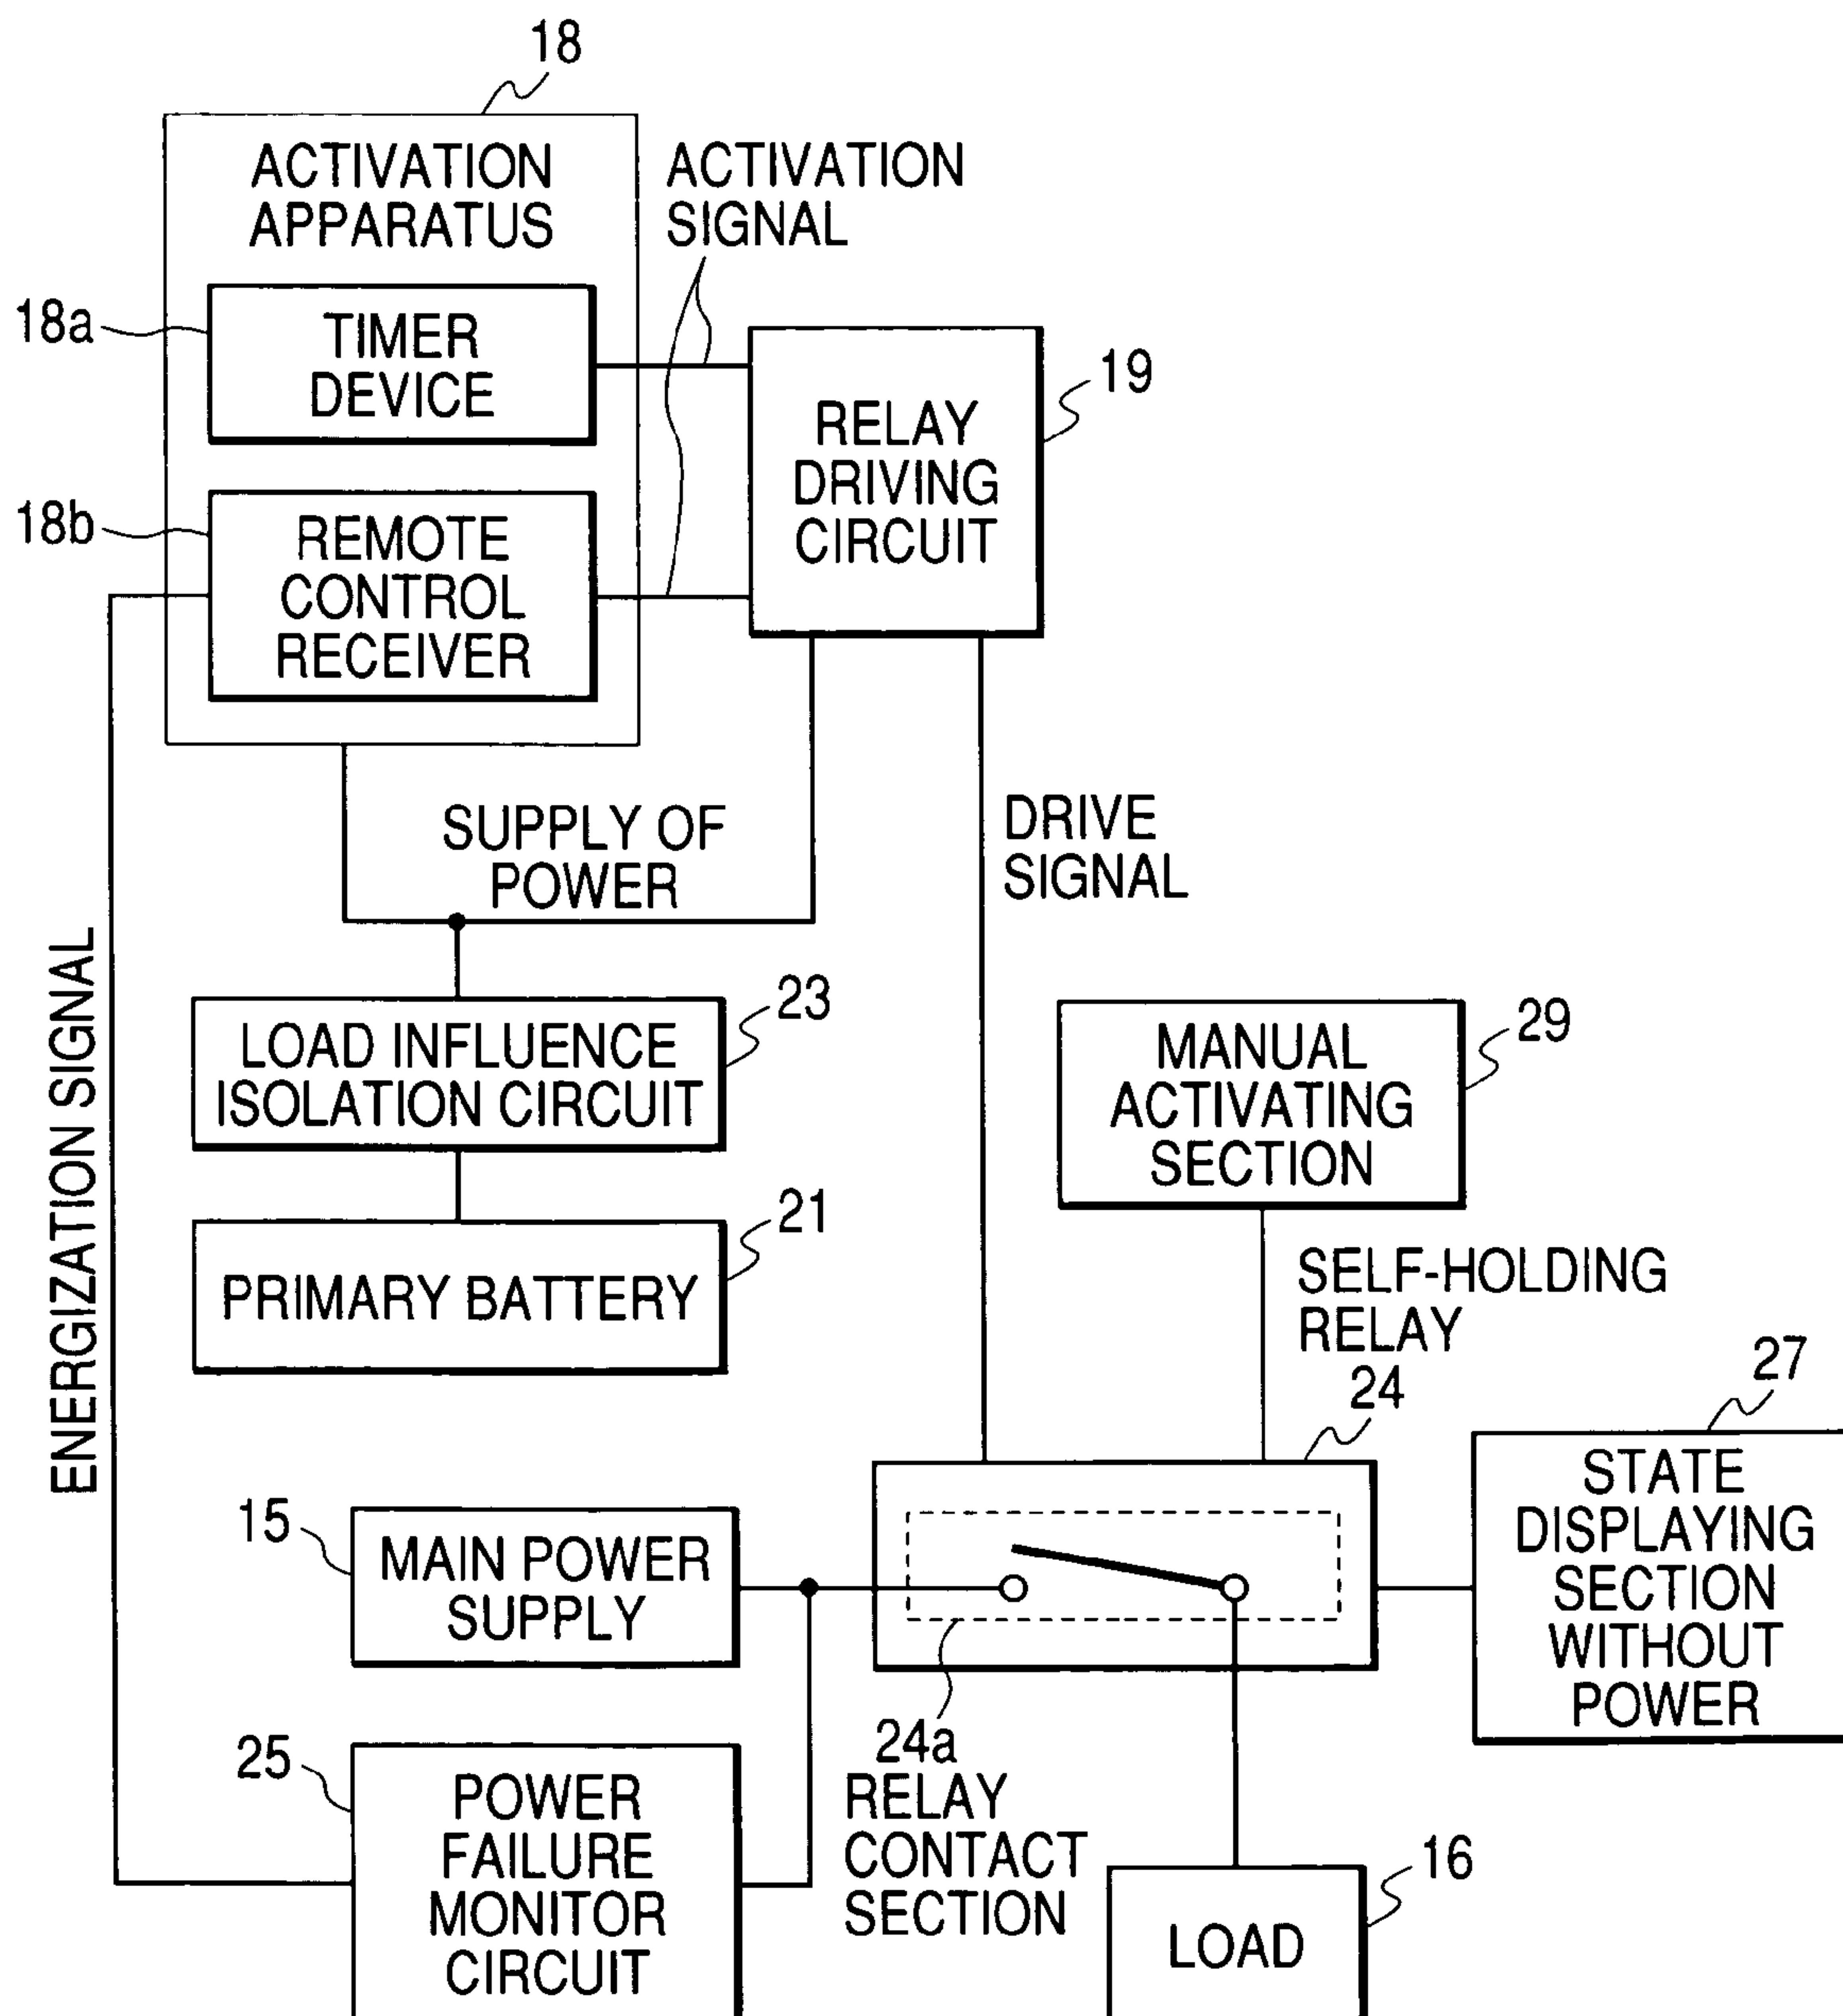 18
ACTIVATION
APPARATUS
ACTIVATION
SIGNAL
18a
TIMER
DEVICE
19
RELAY
DRIVING
CIRCUIT
18b
REMOTE
CONTROL
RECEIVER
SUPPLY OF
POWER
DRIVE
SIGNAL
ENERGIZATION SIGNAL
23
LOAD INFLUENCE
ISOLATION CIRCUIT
29
MANUAL
ACTIVATING
SECTION
21
PRIMARY BATTERY
SELF-HOLDING
RELAY
24
27
STATE
DISPLAYING
SECTION
WITHOUT
POWER
15
MAIN POWER
SUPPLY
24a
RELAY
CONTACT
SECTION
25
POWER
FAILURE
MONITOR
CIRCUIT
16
LOAD